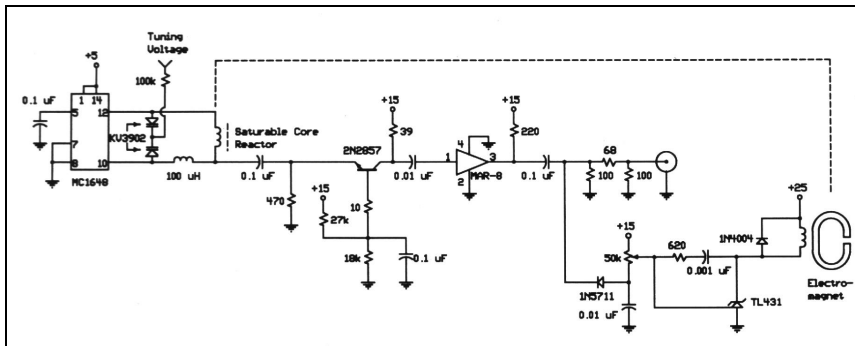 Tuning
Voltage
+5
100k
0.1 uF
1 14
5 12
7
8 10
MC1648
KV3902
Saturable Core
Reactor
100 uH
0.1 uF
470
2N2857
+15
39
0.01 uF
+15
27k
10
18k
0.1 uF
1 4 3
2
MAR-8
+15
220
0.1 uF
68
100
100
+15
50k
620
0.001 uF
1N5711
0.01 uF
1N4004
+25
TL431
Electro-
magnet